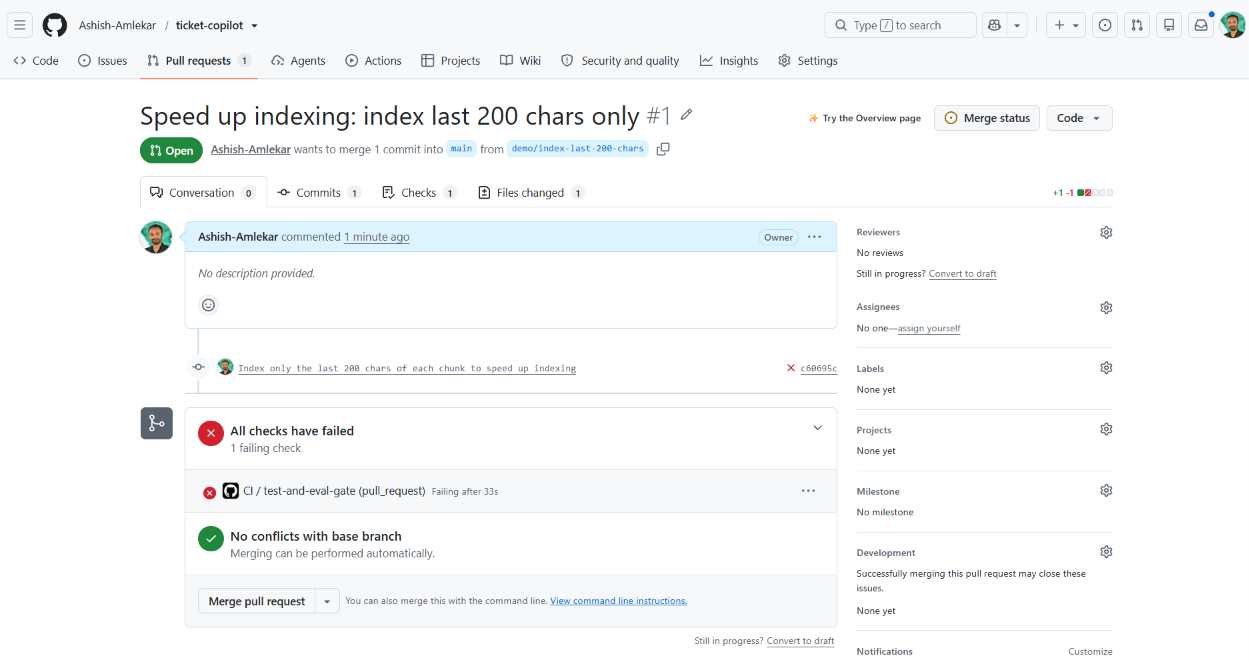 Ashish-Amlekar / ticket-copilot
Type / to search
Code
Issues
Pull requests 1
Agents
Actions
Projects
Wiki
Security and quality
Insights
Settings
Speed up indexing: index last 200 chars only #1
Try the Overview page
Merge status
Code
Open
Ashish-Amlekar wants to merge 1 commit into main from demo/index-last-200-chars
Conversation 0
Commits 1
Checks 1
Files changed 1
+1 -1
Ashish-Amlekar commented 1 minute ago
Owner
No description provided.
Index only the last 200 chars of each chunk to speed up indexing
c60695c
All checks have failed
1 failing check
CI / test-and-eval-gate (pull_request) Failing after 33s
No conflicts with base branch
Merging can be performed automatically.
Merge pull request
You can also merge this with the command line. View command line instructions.
Still in progress? Convert to draft
Reviewers
No reviews
Still in progress? Convert to draft
Assignees
No one—assign yourself
Labels
None yet
Projects
None yet
Milestone
No milestone
Development
Successfully merging this pull request may close these
issues.
None yet
Notifications
Customize